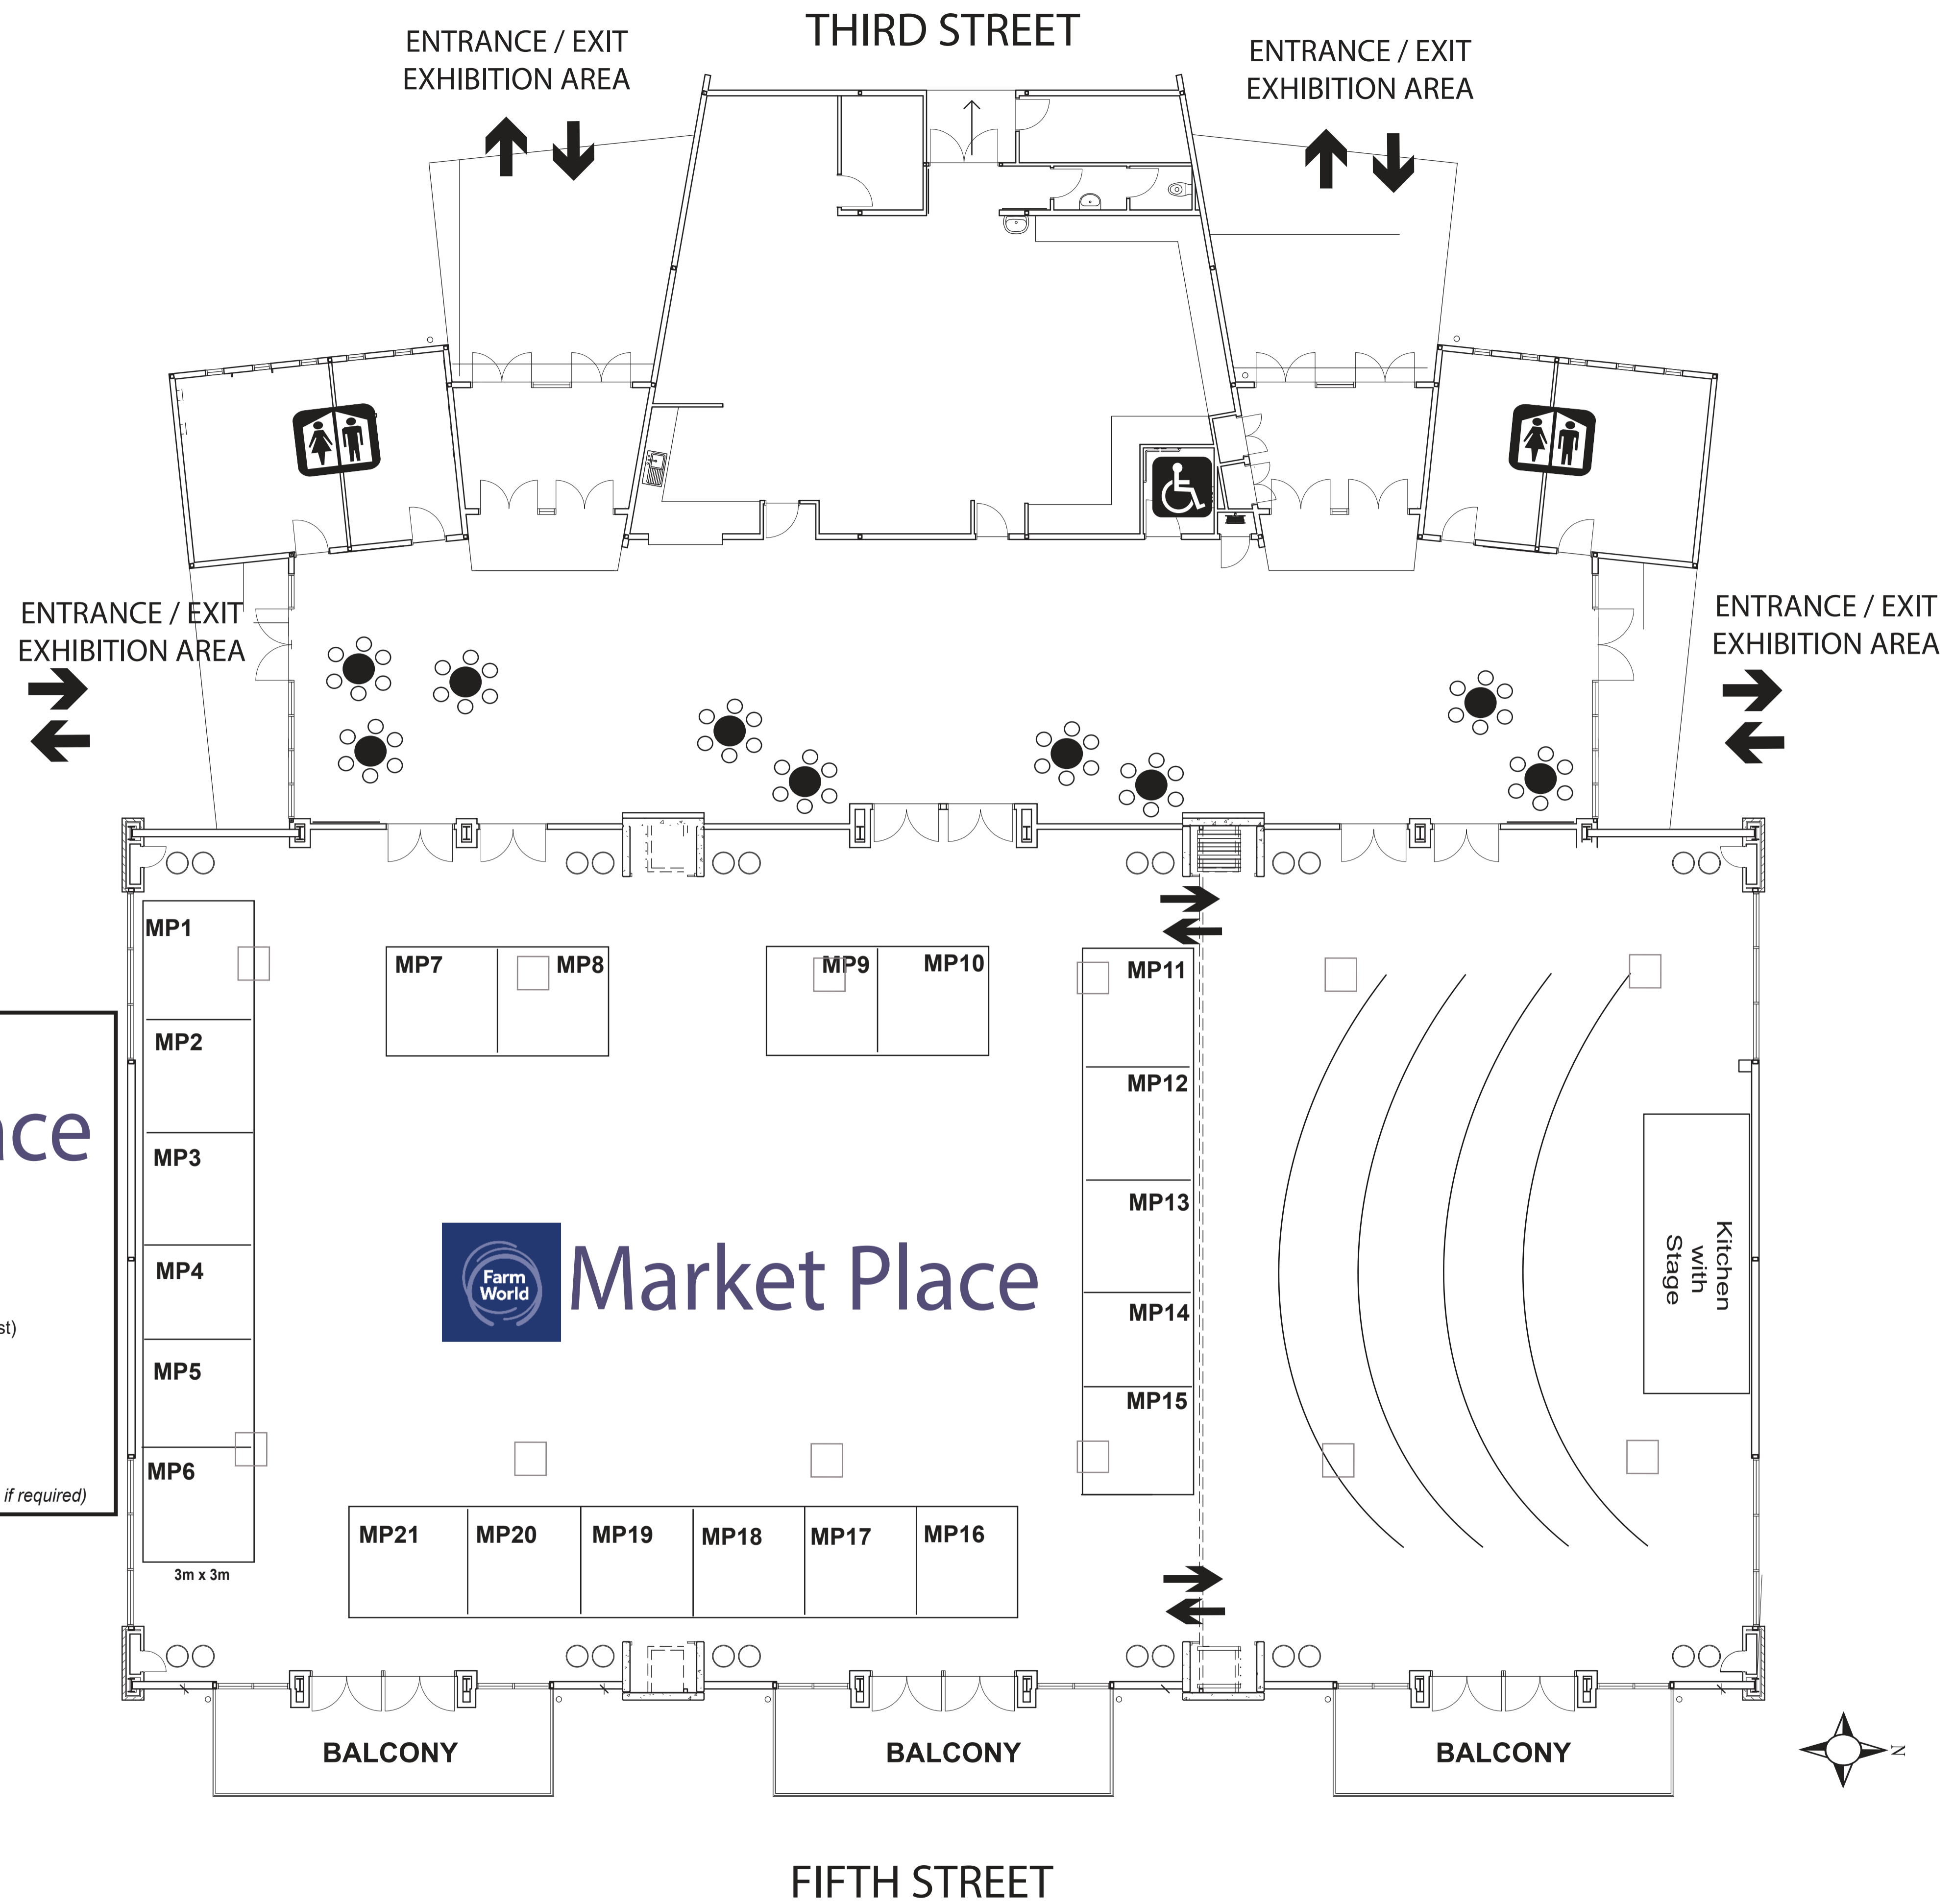 THIRD STREET
ENTRANCE / EXIT
EXHIBITION AREA
ENTRANCE / EXIT
EXHIBITION AREA
ENTRANCE / EXIT
EXHIBITION AREA
ENTRANCE / EXIT
EXHIBITION AREA
MP1
MP2
MP3
MP4
MP5
MP6
3m x 3m
MP7
MP8
MP9
MP10
MP11
MP12
MP13
MP14
MP15
Farm
World
Market Place
Kitchen
with
Stage
ace
st)
if required)
MP21
MP20
MP19
MP18
MP17
MP16
BALCONY
BALCONY
BALCONY
N
FIFTH STREET